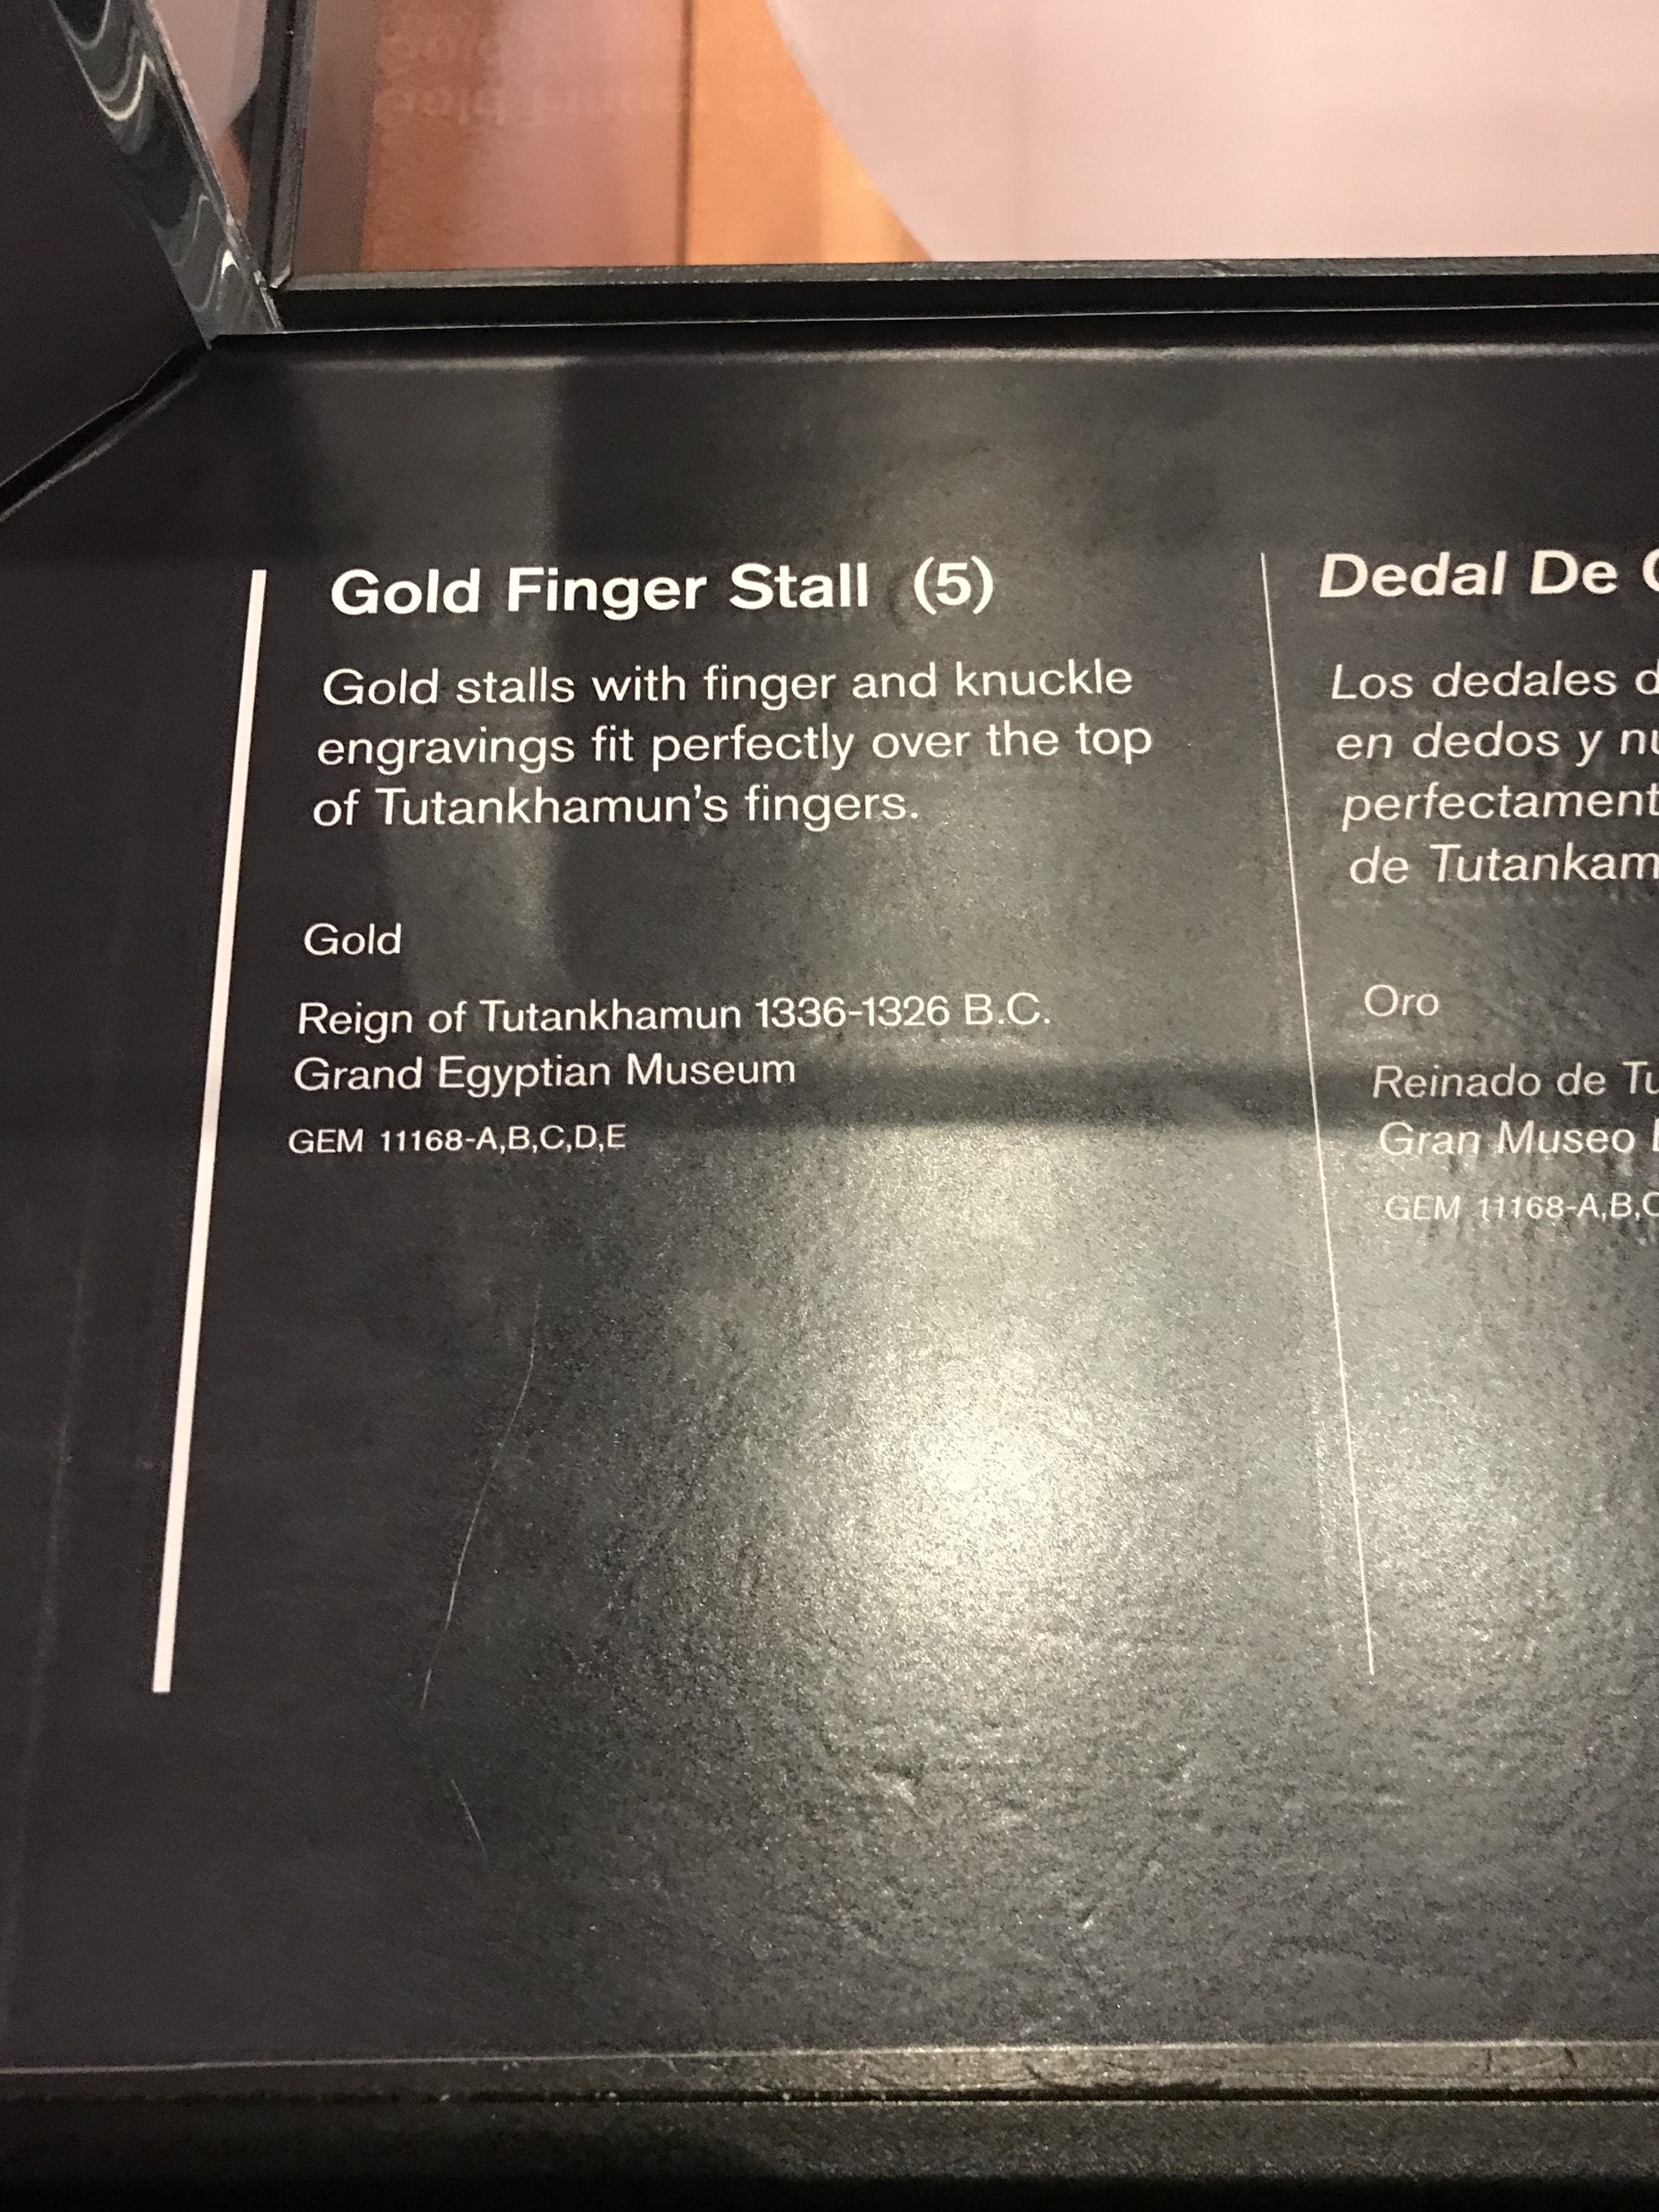 Gold Finger Stall (5)
Gold stalls with finger and knuckle
engravings fit perfectly over the top
of Tutankhamun's fingers.
Gold
Reign of Tutankhamun 1336-1326 B.C.
Grand Egyptian Museum
GEM 11168-A,B,C,D,E
Dedal De
Los dedales
en dedos y
de
Oro
Reinado de
Gran Museo
GEM 11168-A,B,